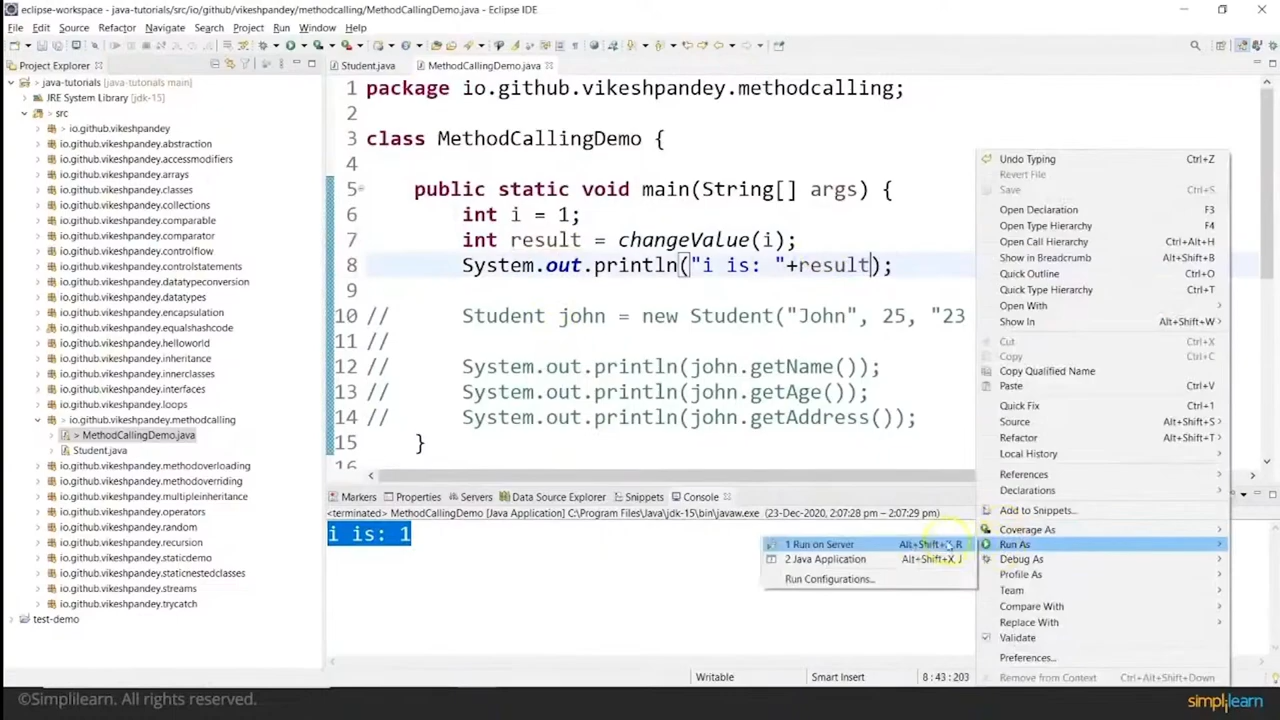 eclipse-workspace - java-tutorials/src/io/github/vikeshpandey/methodcalling/MethodCallingDemo.java - Eclipse IDE
File Edit Source Refactor Navigate Search Project Run Window Help
Project Explorer
java-tutorials [java-tutorials main]
JRE System Library [jdk-15]
src
> io.github.vikeshpandey
io.github.vikeshpandey.abstraction
io.github.vikeshpandey.accessmodifiers
io.github.vikeshpandey.arrays
io.github.vikeshpandey.classes
io.github.vikeshpandey.collections
io.github.vikeshpandey.comparable
io.github.vikeshpandey.comparator
io.github.vikeshpandey.controlflow
io.github.vikeshpandey.controlstatements
io.github.vikeshpandey.datatypeconversion
io.github.vikeshpandey.datatypes
io.github.vikeshpandey.encapsulation
io.github.vikeshpandey.equalshashcode
io.github.vikeshpandey.helloworld
io.github.vikeshpandey.inheritance
io.github.vikeshpandey.innerclasses
io.github.vikeshpandey.interfaces
io.github.vikeshpandey.loops
io.github.vikeshpandey.methodcalling
> MethodCallingDemo.java
Student.java
io.github.vikeshpandey.methodoverloading
io.github.vikeshpandey.methodoverriding
io.github.vikeshpandey.multipleinheritance
io.github.vikeshpandey.operators
io.github.vikeshpandey.random
io.github.vikeshpandey.recursion
io.github.vikeshpandey.staticdemo
io.github.vikeshpandey.staticnestedclasses
io.github.vikeshpandey.streams
io.github.vikeshpandey.trycatch
test-demo
Student.java MethodCallingDemo.java
1 package io.github.vikeshpandey.methodcalling;
2
3 class MethodCallingDemo {
4
5 public static void main(String[] args) {
6 int i = 1;
7 int result = changeValue(i);
8 System.out.println("i is: "+result);
9
10 // Student john = new Student("John", 25, "23
11 //
12 // System.out.println(john.getName());
13 // System.out.println(john.getAge());
14 // System.out.println(john.getAddress());
15 }
16
Markers Properties Servers Data Source Explorer Snippets Console
<terminated> MethodCallingDemo [Java Application] C:\Program Files\Java\jdk-15\bin\javaw.exe (23-Dec-2020, 2:07:28 pm – 2:07:29 pm)
i is: 1
1 Run on Server Alt+Shift+X, R
2 Java Application Alt+Shift+X, J
Run Configurations...
Undo Typing Ctrl+Z
Revert File
Save Ctrl+S
Open Declaration F3
Open Type Hierarchy F4
Open Call Hierarchy Ctrl+Alt+H
Show in Breadcrumb Alt+Shift+B
Quick Outline Ctrl+O
Quick Type Hierarchy Ctrl+T
Open With
Show In Alt+Shift+W
Cut Ctrl+X
Copy Ctrl+C
Copy Qualified Name
Paste Ctrl+V
Quick Fix Ctrl+1
Source Alt+Shift+S
Refactor Alt+Shift+T
Local History
References
Declarations
Add to Snippets...
Coverage As
Run As
Debug As
Profile As
Team
Compare With
Replace With
Validate
Preferences...
Remove from Context Ctrl+Alt+Shift+Down
Writable Smart Insert 8 : 43 : 203
©Simplilearn. All rights reserved.
simplilearn